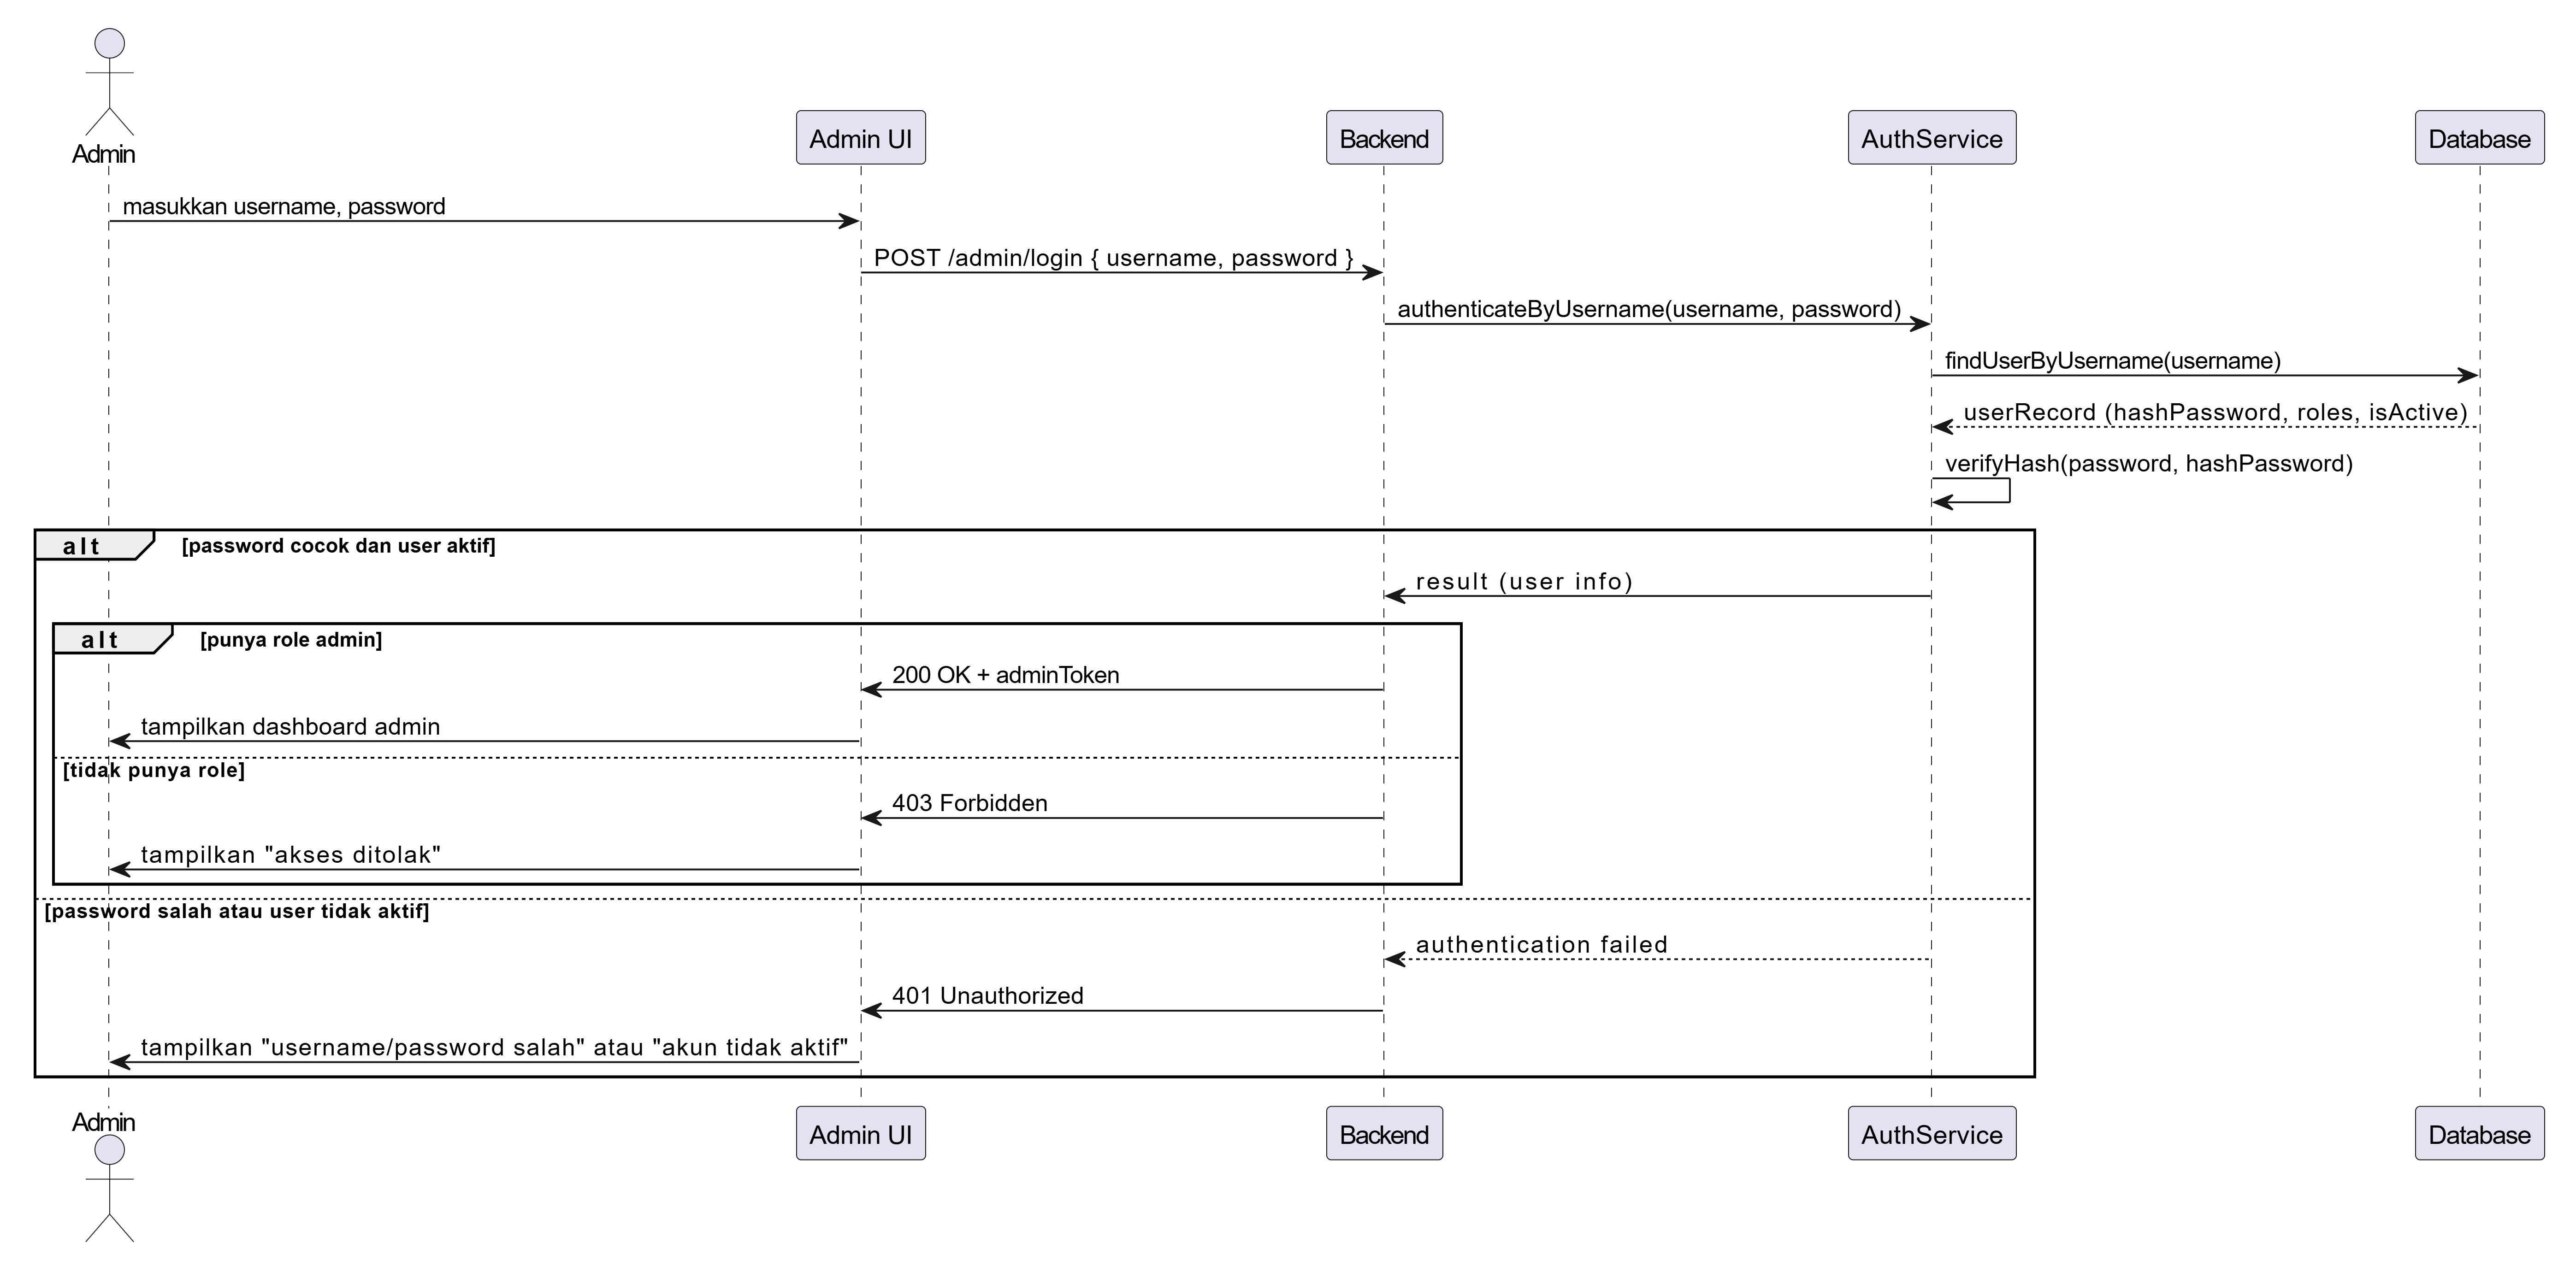 Admin
Admin UI
Backend
AuthService
Database
masukkan username, password
POST /admin/login { username, password }
authenticateByUsername(username, password)
findUserByUsername(username)
userRecord (hashPassword, roles, isActive)
verifyHash(password, hashPassword)
alt [password cocok dan user aktif]
result (user info)
alt [punya role admin]
200 OK + adminToken
tampilkan dashboard admin
[tidak punya role]
403 Forbidden
tampilkan "akses ditolak"
[password salah atau user tidak aktif]
authentication failed
401 Unauthorized
tampilkan "username/password salah" atau "akun tidak aktif"
Admin
Admin UI
Backend
AuthService
Database